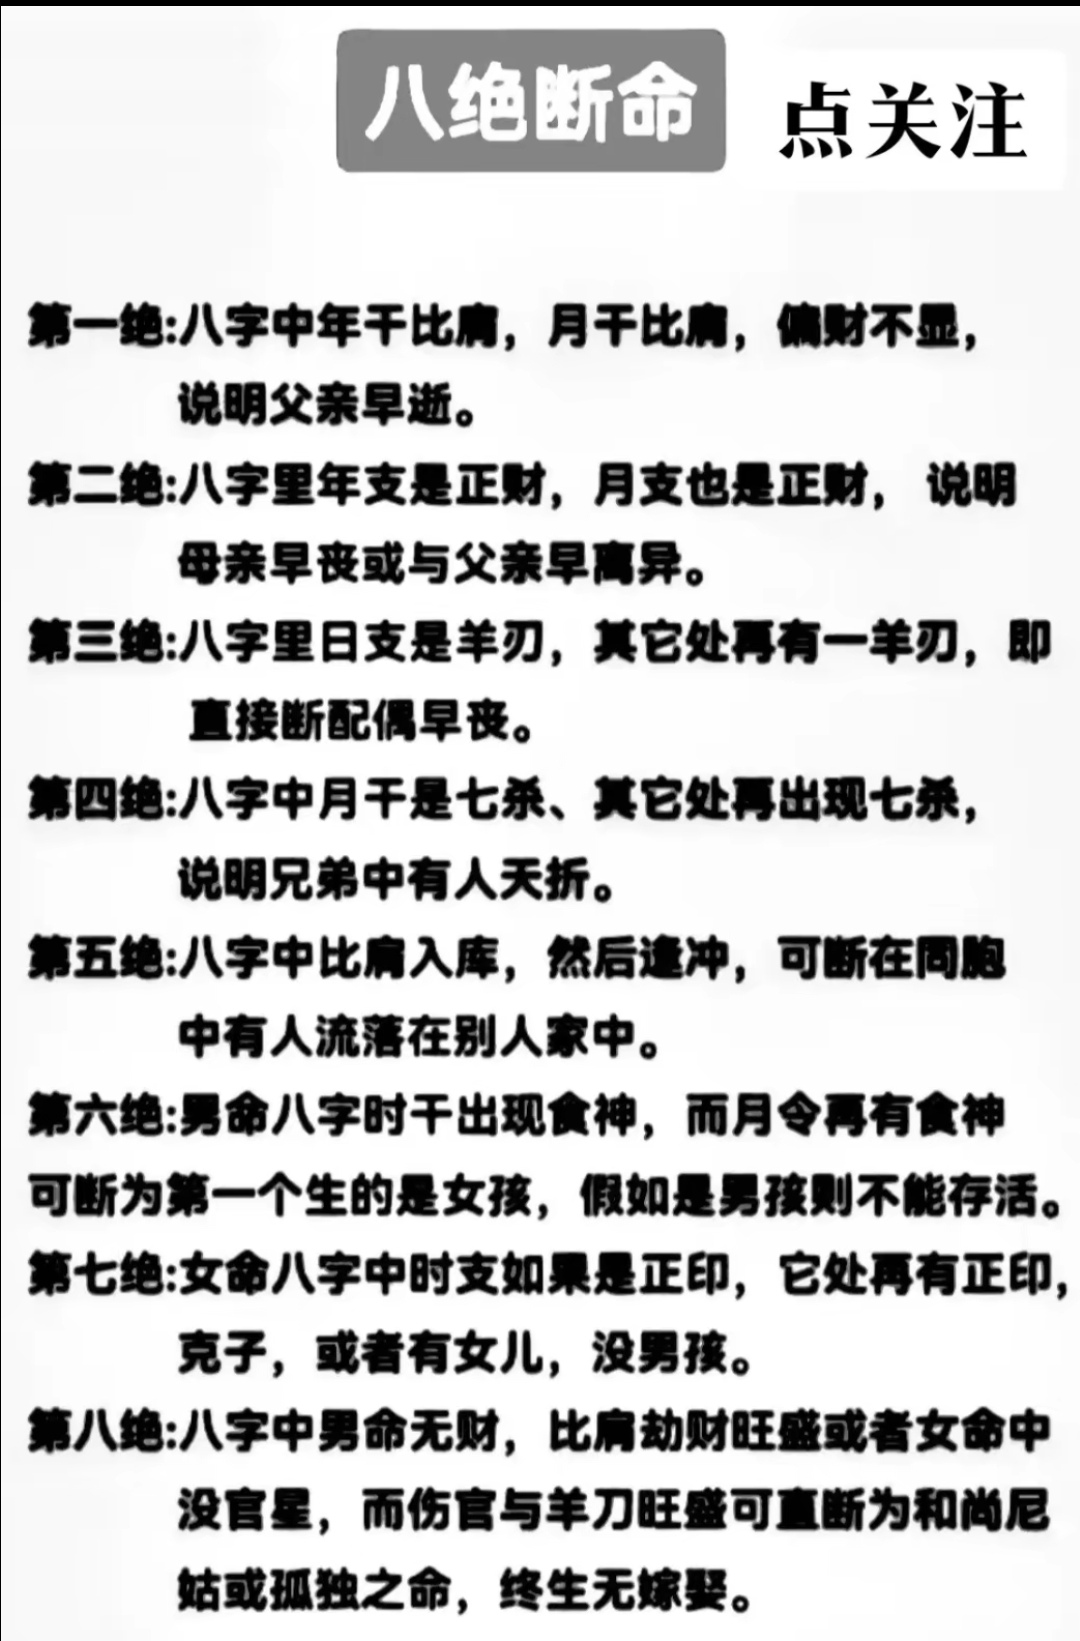 八绝断命
点关注
第一绝:八字中年干比肩，月干比肩，偏财不显，
说明父亲早逝。
第二绝:八字里年支是正财，月支也是正财， 说明
母亲早丧或与父亲早离异。
第三绝:八字里日支是羊刃，其它处再有一羊刃，即
直接断配偶早丧。
第四绝:八字中月干是七杀、其它处再出现七杀，
说明兄弟中有人夭折。
第五绝:八字中比肩入库，然后逢冲，可断在同胞
中有人流落在别人家中。
第六绝:男命八字时干出现食神，而月令再有食神
可断为第一个生的是女孩，假如是男孩则不能存活。
第七绝:女命八字中时支如果是正印，它处再有正印，
克子，或者有女儿，没男孩。
第八绝:八字中男命无财，比肩劫财旺盛或者女命中
没官星，而伤官与羊刀旺盛可直断为和尚尼
姑或孤独之命，终生无嫁娶。